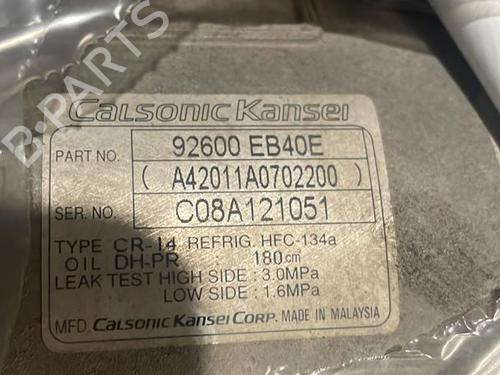 B-PARTS
CALSONIC KANSEI
PART NO. 92600 EB40E
( A42011A0702200 )
SER. NO. C08A121051
TYPE CR-14 REFRIG. HFC-134a
OIL DH-PR 180cm
LEAK TEST HIGH SIDE : 3.0MPa
LOW SIDE : 1.6MPa
MFD. CALSONIC KANSEI CORP. MADE IN MALAYSIA